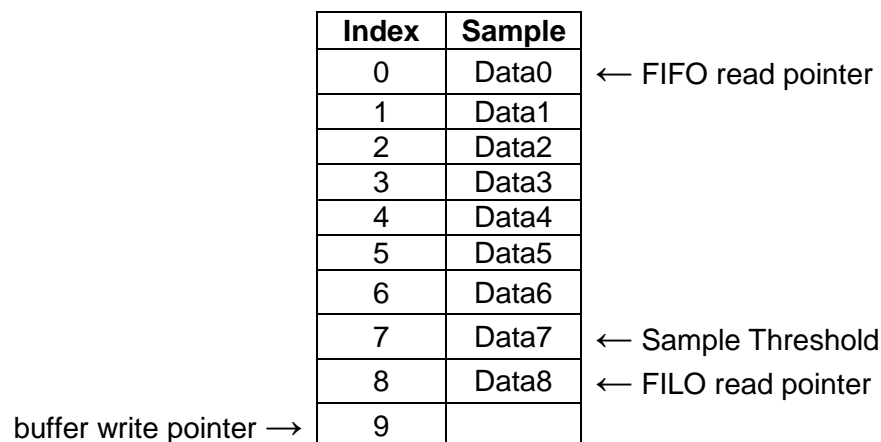 Index Sample
0 Data0 ← FIFO read pointer
1 Data1
2 Data2
3 Data3
4 Data4
5 Data5
6 Data6
7 Data7 ← Sample Threshold
8 Data8 ← FILO read pointer
buffer write pointer → 9